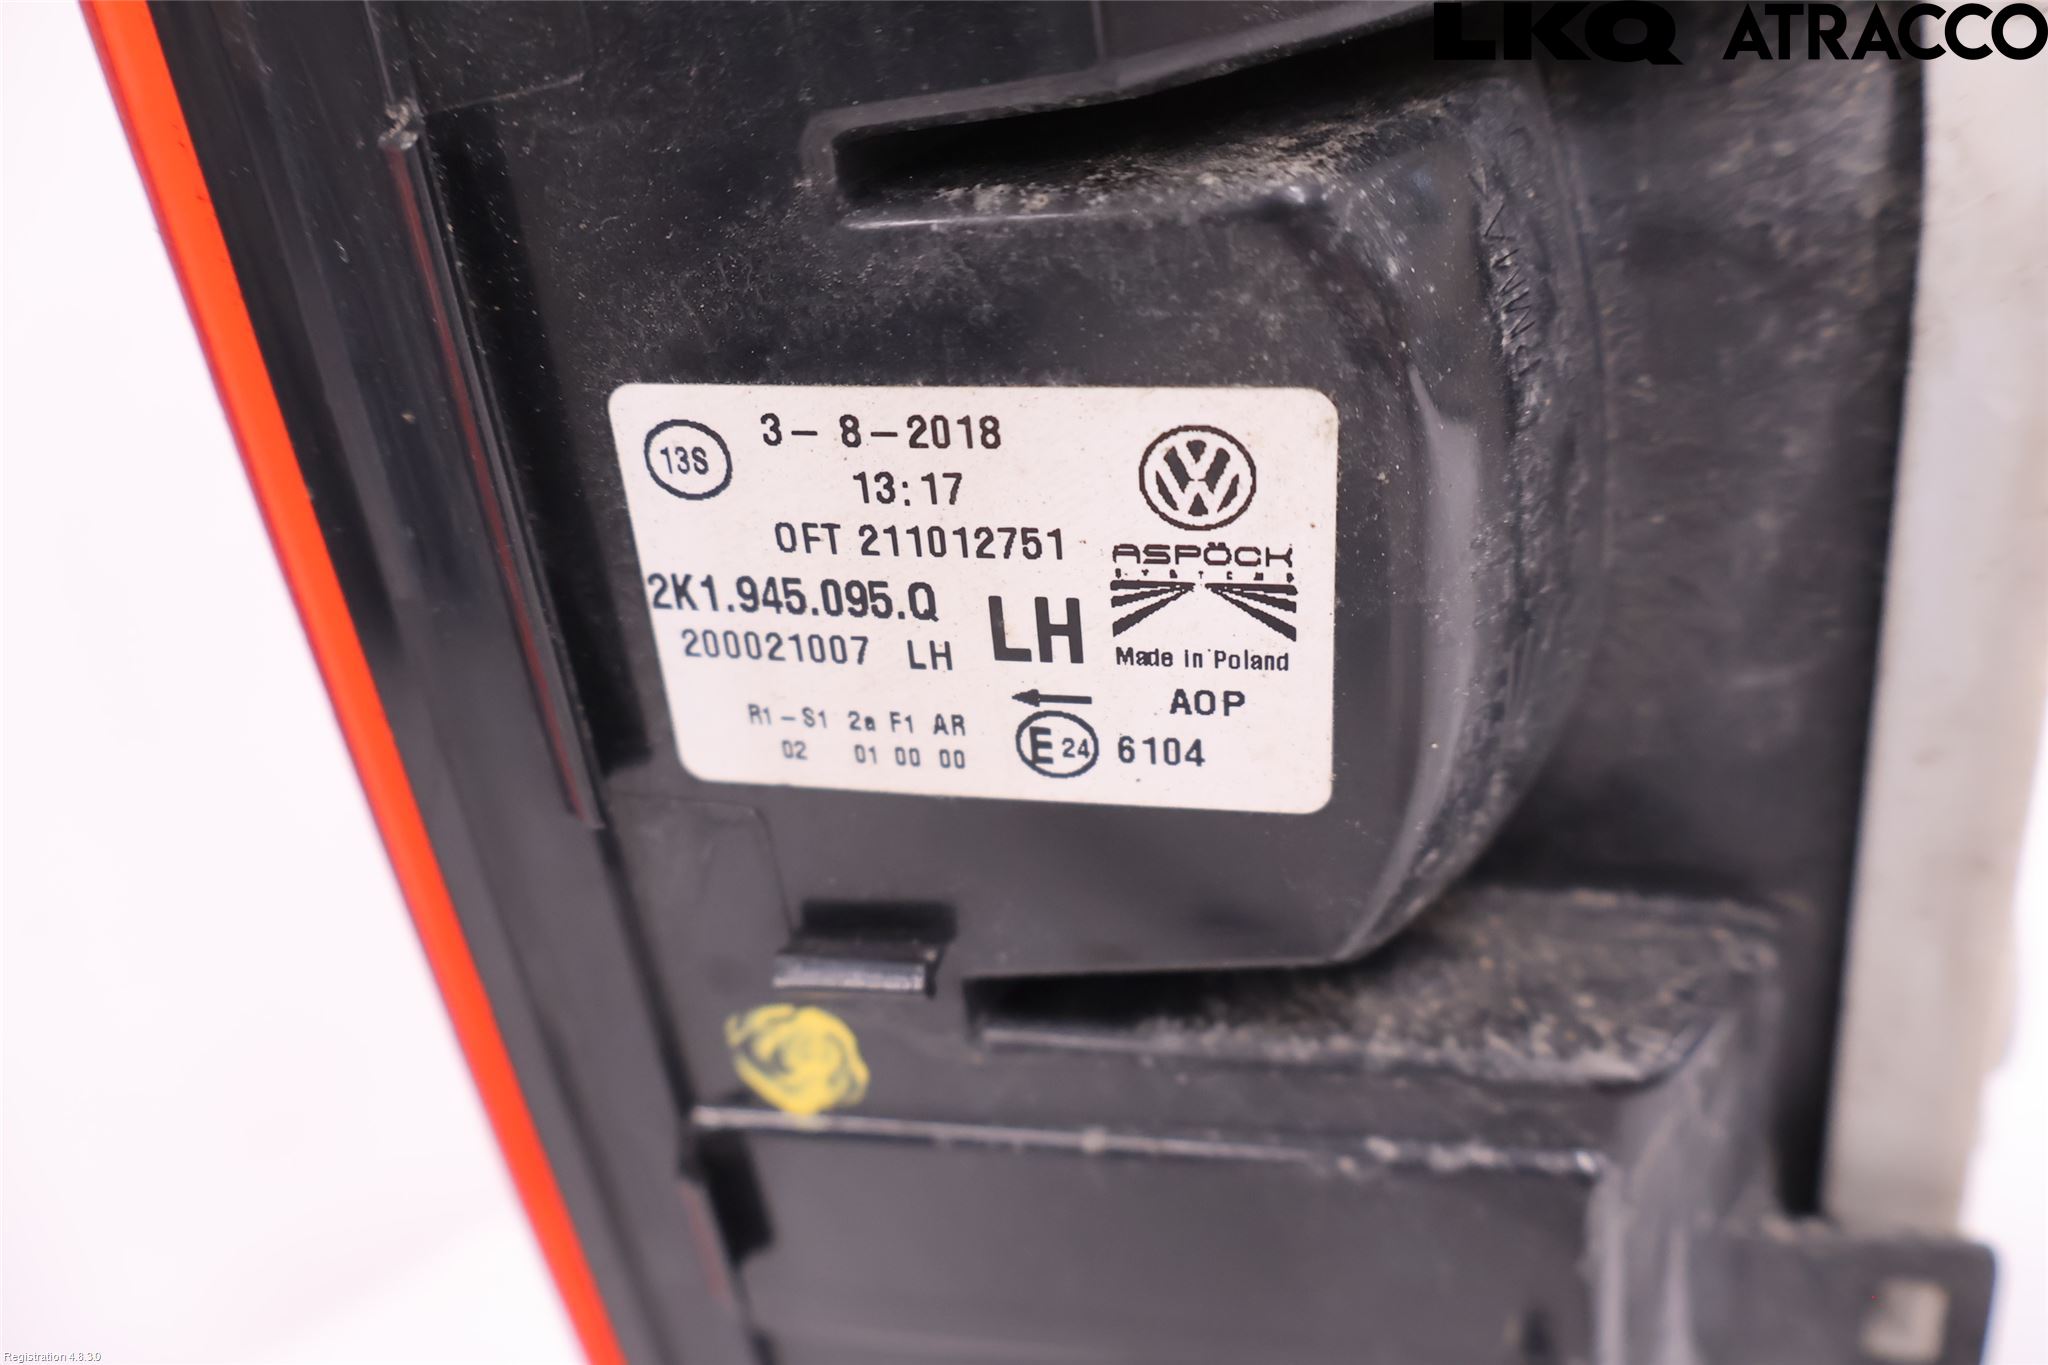 LKQ ATRACCO
13S
3-8-2018
13:17
OFT 211012751
2K1.945.095.Q
200021007 LH
LH
ASPÖCK
SYSTEMS
Made in Poland
R1-S1 2a F1 AR
02 01 00 00
E 24
AOP
6104
Registration 4.8.3.0